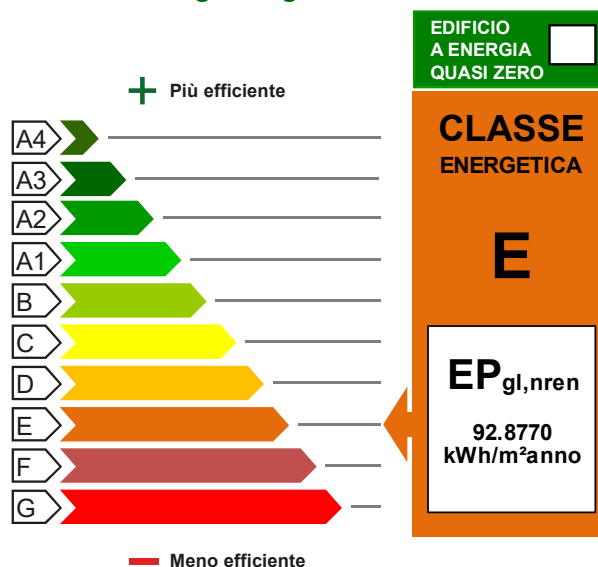 EDIFICIO
A ENERGIA
QUASI ZERO
+ Più efficiente
A4
A3
A2
A1
B
C
D
E
F
G
Meno efficiente
CLASSE
ENERGETICA
E
EPgl,nren
92.8770
kWh/m²anno